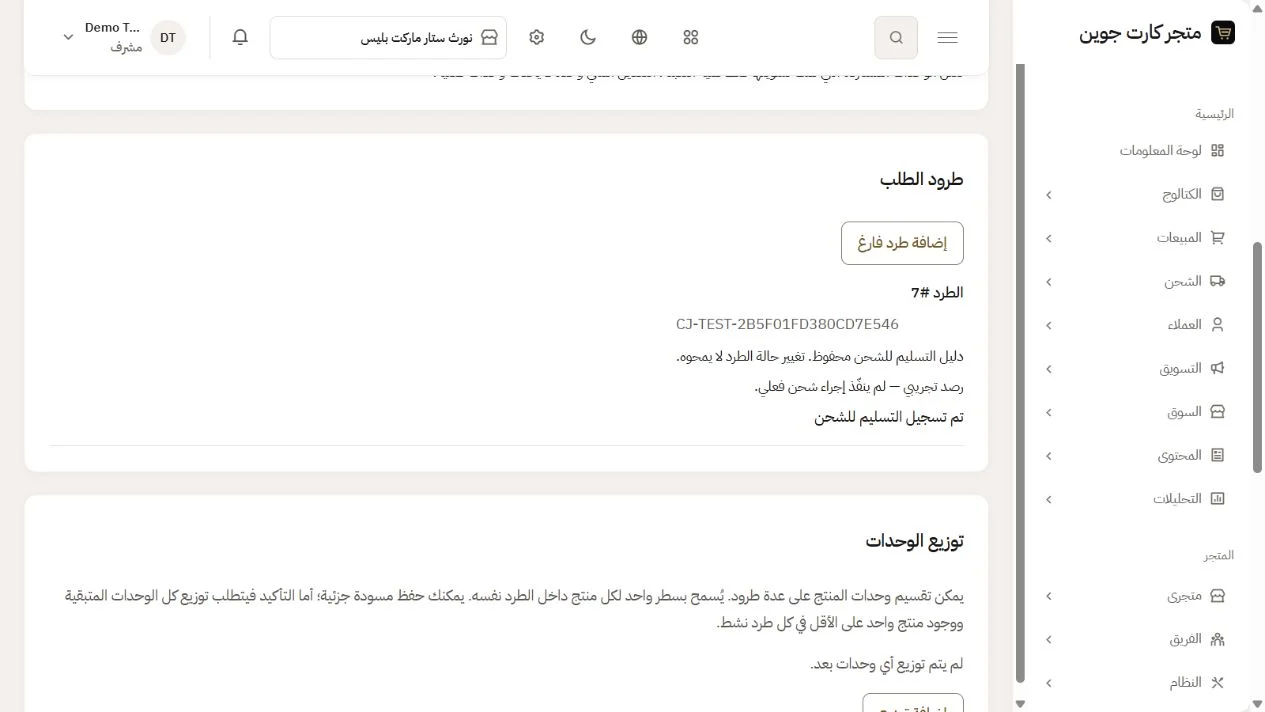 متجر كارت جوين
الرئيسية
لوحة المعلومات
الكتالوج
المبيعات
الشحن
العملاء
التسويق
السوق
المحتوى
التحليلات
المتجر
متجرى
الفريق
النظام
نورث ستار ماركت بليس
DT
Demo T...
مشرف
طرود الطلب
إضافة طرد فارغ
الطرد #7
CJ-TEST-2B5F01FD380CD7E546
دليل التسليم للشحن محفوظ. تغيير حالة الطرد لا يمحوه.
رصد تجريبي — لم ينفّذ إجراء شحن فعلي.
تم تسجيل التسليم للشحن
توزيع الوحدات
يمكن تقسيم وحدات المنتج على عدة طرود. يُسمح بسطر واحد لكل منتج داخل الطرد نفسه. يمكنك حفظ مسودة جزئية؛ أما التأكيد فيتطلب توزيع كل الوحدات المتبقية
ووجود منتج واحد على الأقل في كل طرد نشط.
لم يتم توزيع أي وحدات بعد.